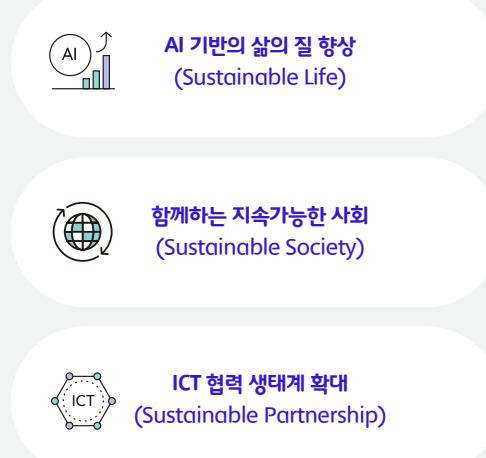 AI
AI 기반의 삶의 질 향상
(Sustainable Life)
함께하는 지속가능한 사회
(Sustainable Society)
ICT
ICT 협력 생태계 확대
(Sustainable Partnership)